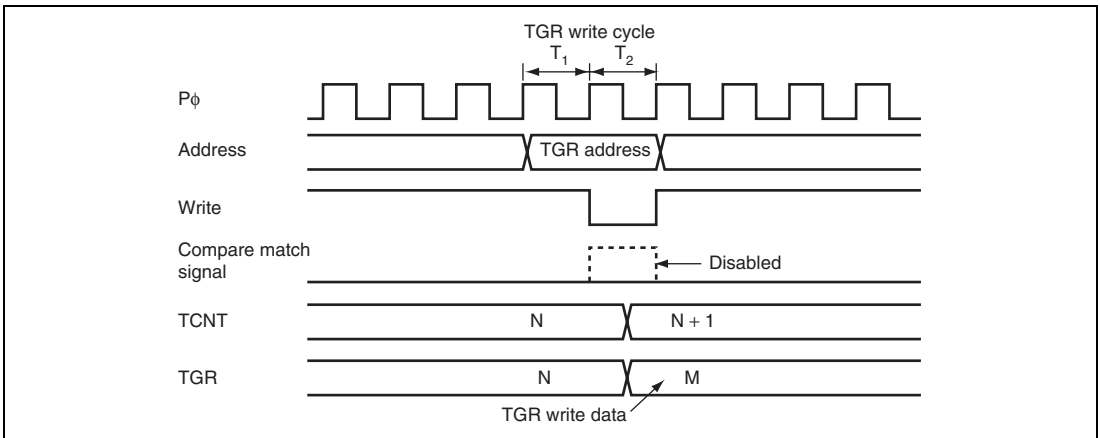 TGR write cycle
T1 T2
Pϕ
Address
TGR address
Write
Compare match
signal
Disabled
TCNT
N
N + 1
TGR
N
M
TGR write data